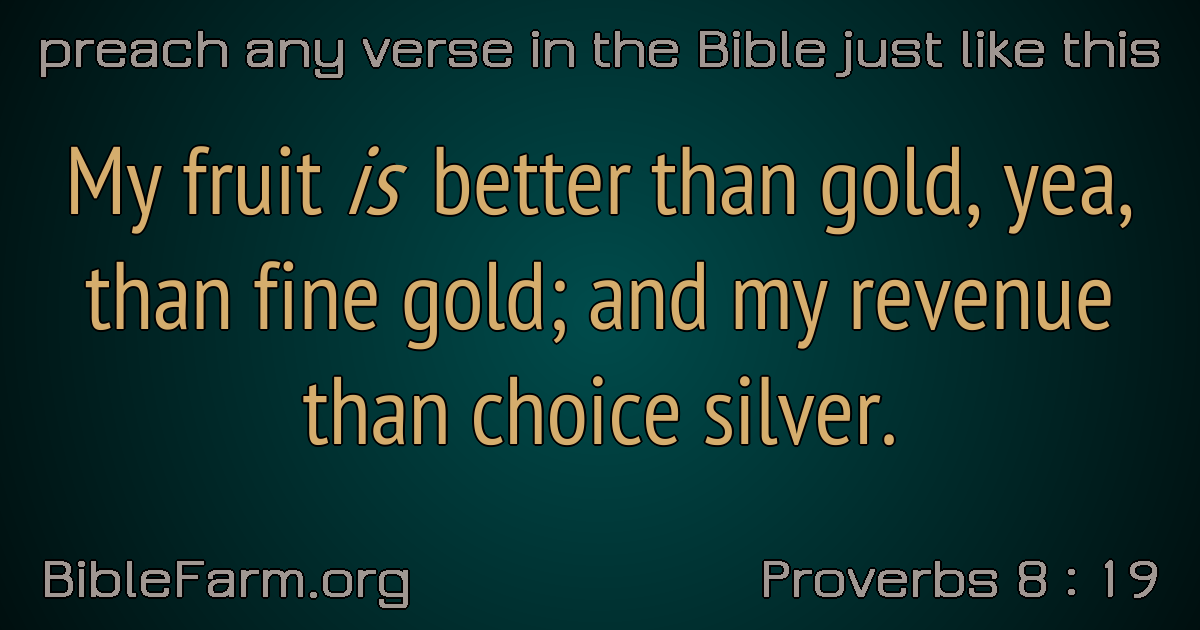 preach any verse in the Bible just like this
My fruit is better than gold, yea,
than fine gold; and my revenue
than choice silver.
BibleFarm.org
Proverbs 8 : 19